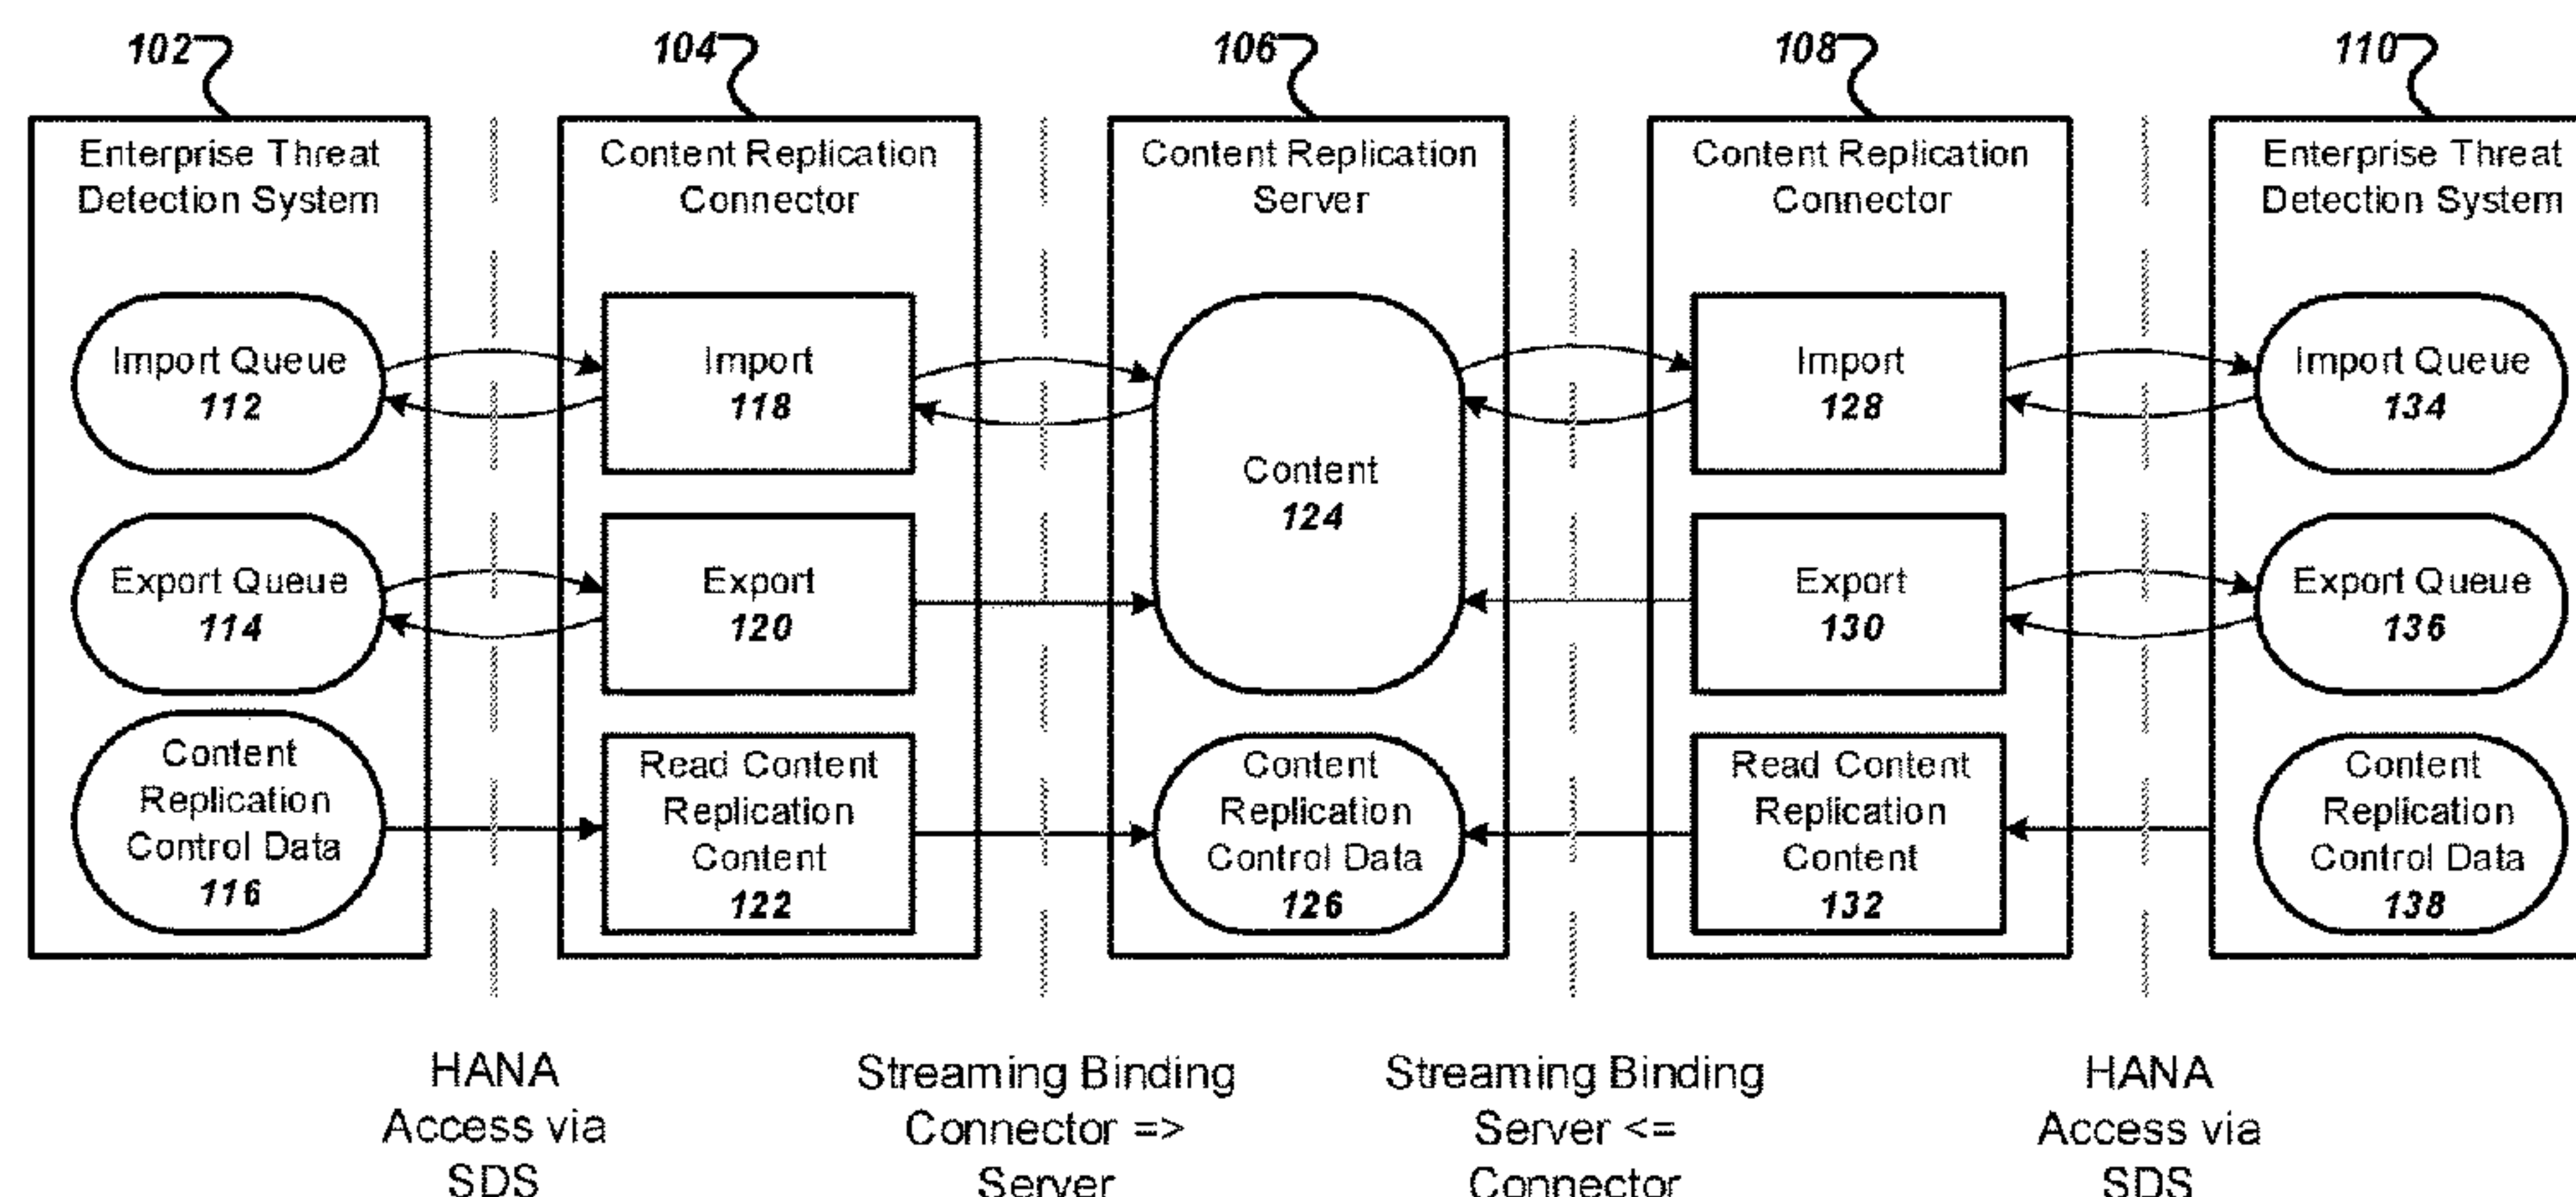 102
104
106
108
110
Enterprise Threat
Detection System
Import Queue
112
Export Queue
114
Content
Replication
Control Data
116
Content Replication
Connector
Import
118
Export
120
Read Content
Replication
Content
122
Content Replication
Server
Content
124
Content
Replication
Control Data
126
Content Replication
Connector
Import
128
Export
130
Read Content
Replication
Content
132
Enterprise Threat
Detection System
Import Queue
134
Export Queue
136
Content
Replication
Control Data
138
HANA
Access via
SDS
Streaming Binding
Connector =>
Server
Streaming Binding
Server <=
Connector
HANA
Access via
SDS